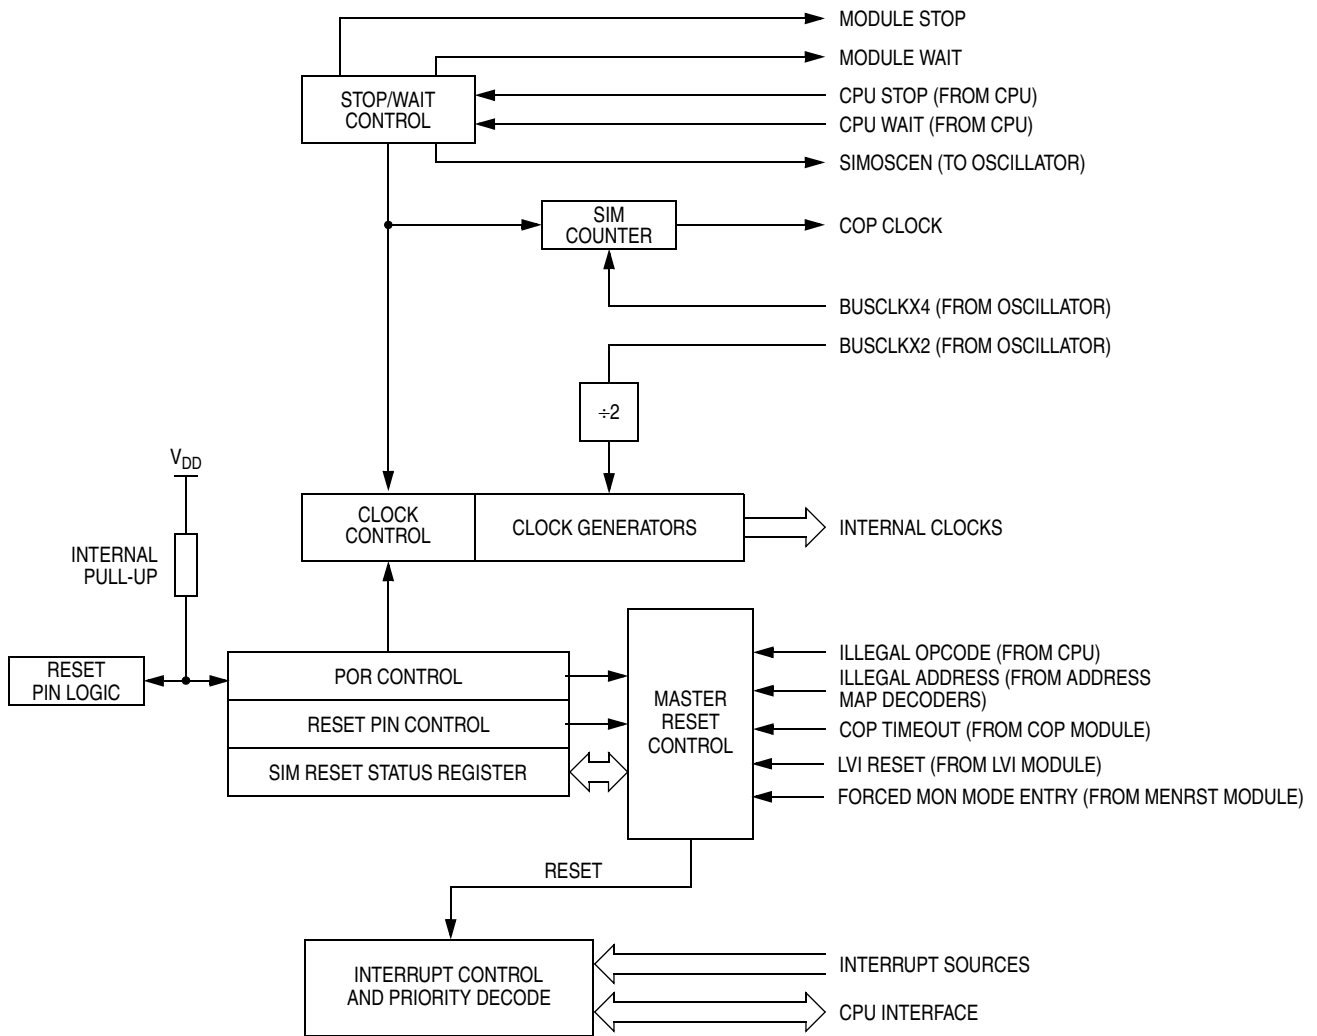 MODULE STOP
MODULE WAIT
STOP/WAIT
CONTROL
CPU STOP (FROM CPU)
CPU WAIT (FROM CPU)
SIMOSCEN (TO OSCILLATOR)
SIM
COUNTER
COP CLOCK
BUSCLKX4 (FROM OSCILLATOR)
BUSCLKX2 (FROM OSCILLATOR)
÷2
VDD
INTERNAL
PULL-UP
CLOCK
CONTROL
CLOCK GENERATORS
INTERNAL CLOCKS
RESET
PIN LOGIC
POR CONTROL
RESET PIN CONTROL
SIM RESET STATUS REGISTER
MASTER
RESET
CONTROL
ILLEGAL OPCODE (FROM CPU)
ILLEGAL ADDRESS (FROM ADDRESS
MAP DECODERS)
COP TIMEOUT (FROM COP MODULE)
LVI RESET (FROM LVI MODULE)
FORCED MON MODE ENTRY (FROM MENRST MODULE)
RESET
INTERRUPT CONTROL
AND PRIORITY DECODE
INTERRUPT SOURCES
CPU INTERFACE